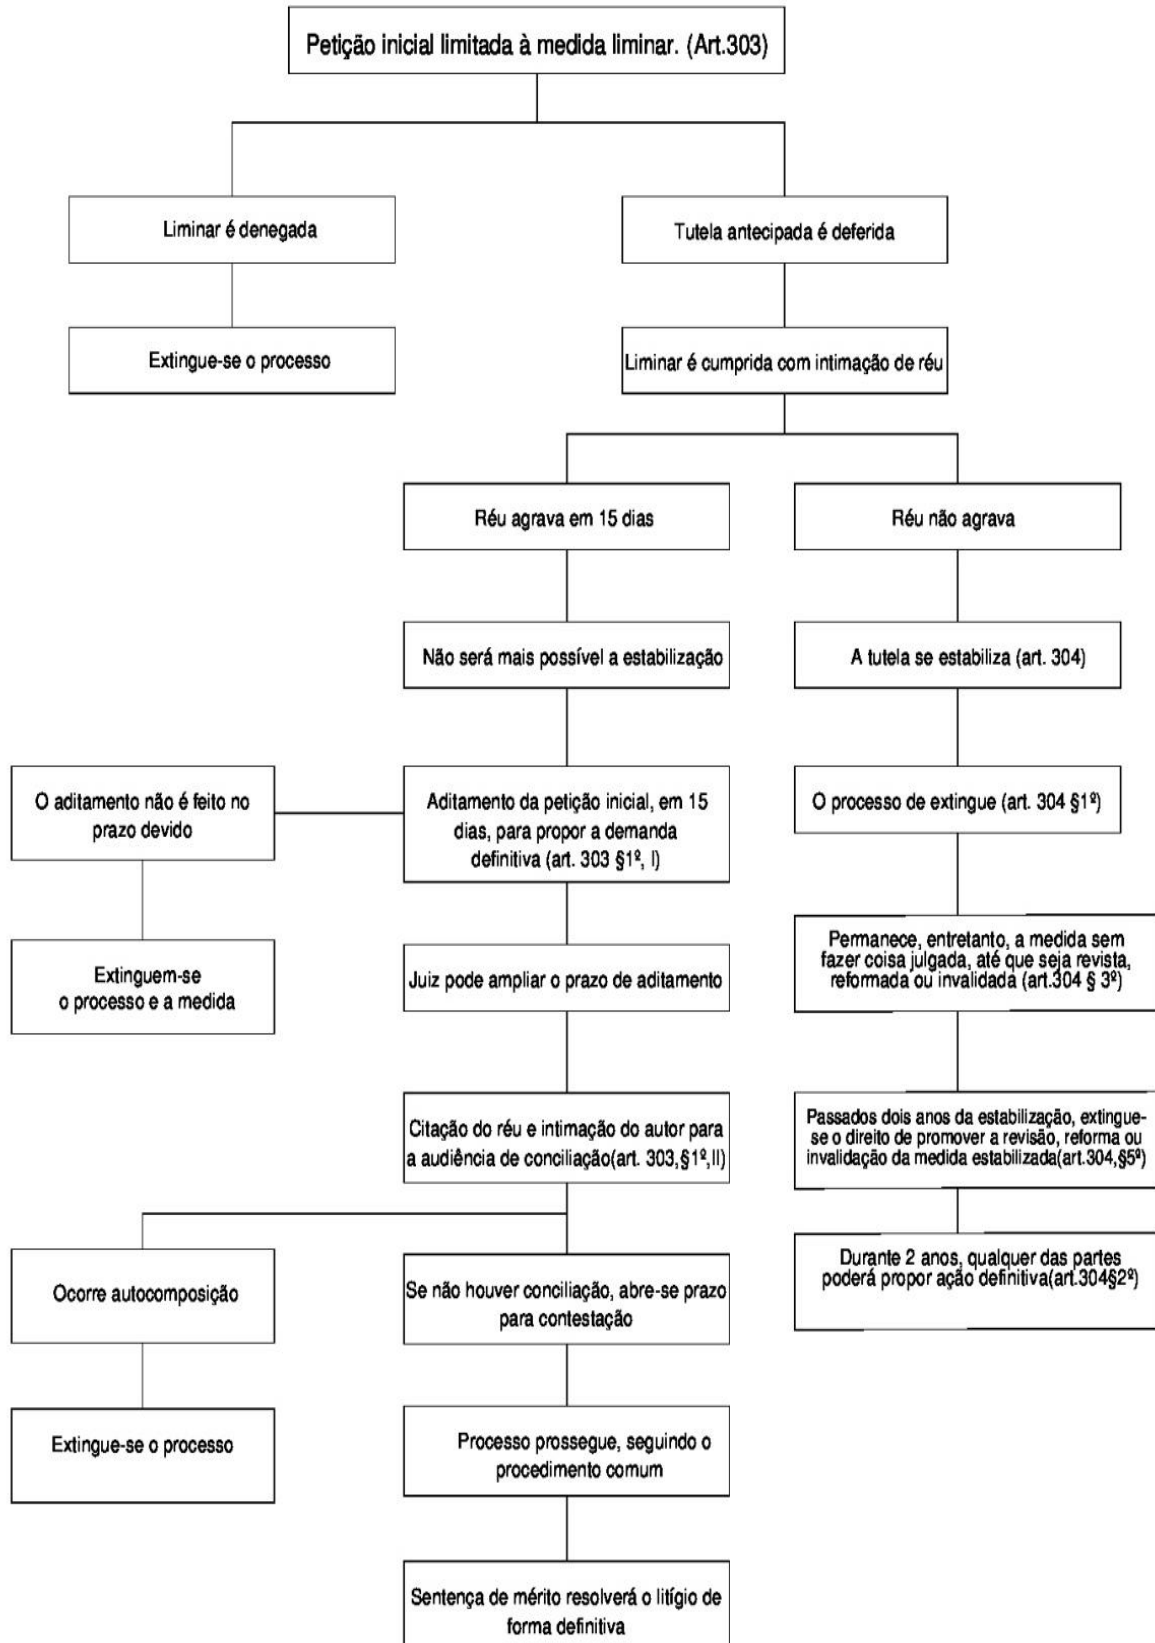 Petição inicial limitada à medida liminar. (Art.303)
Liminar é denegada
Tutela antecipada é deferida
Extingue-se o processo
Liminar é cumprida com intimação de réu
Réu agrava em 15 dias
Réu não agrava
Não será mais possível a estabilização
A tutela se estabiliza (art. 304)
O aditamento não é feito no
prazo devido
Aditamento da petição inicial, em 15
dias, para propor a demanda
definitiva (art. 303 §1º, I)
O processo de extingue (art. 304 §1º)
Extinguem-se
o processo e a medida
Juiz pode ampliar o prazo de aditamento
Permanece, entretanto, a medida sem
fazer coisa julgada, até que seja revista,
reformada ou invalidada (art.304 § 3º)
Citação do réu e intimação do autor para
a audiência de conciliação(art. 303,§1º,II)
Passados dois anos da estabilização, extingue-
se o direito de promover a revisão, reforma ou
invalidação da medida estabilizada(art.304,§5º)
Ocorre autocomposição
Se não houver conciliação, abre-se prazo
para contestação
Durante 2 anos, qualquer das partes
poderá propor ação definitiva(art.304§2º)
Extingue-se o processo
Processo prossegue, seguindo o
procedimento comum
Sentença de mérito resolverá o litígio de
forma definitiva